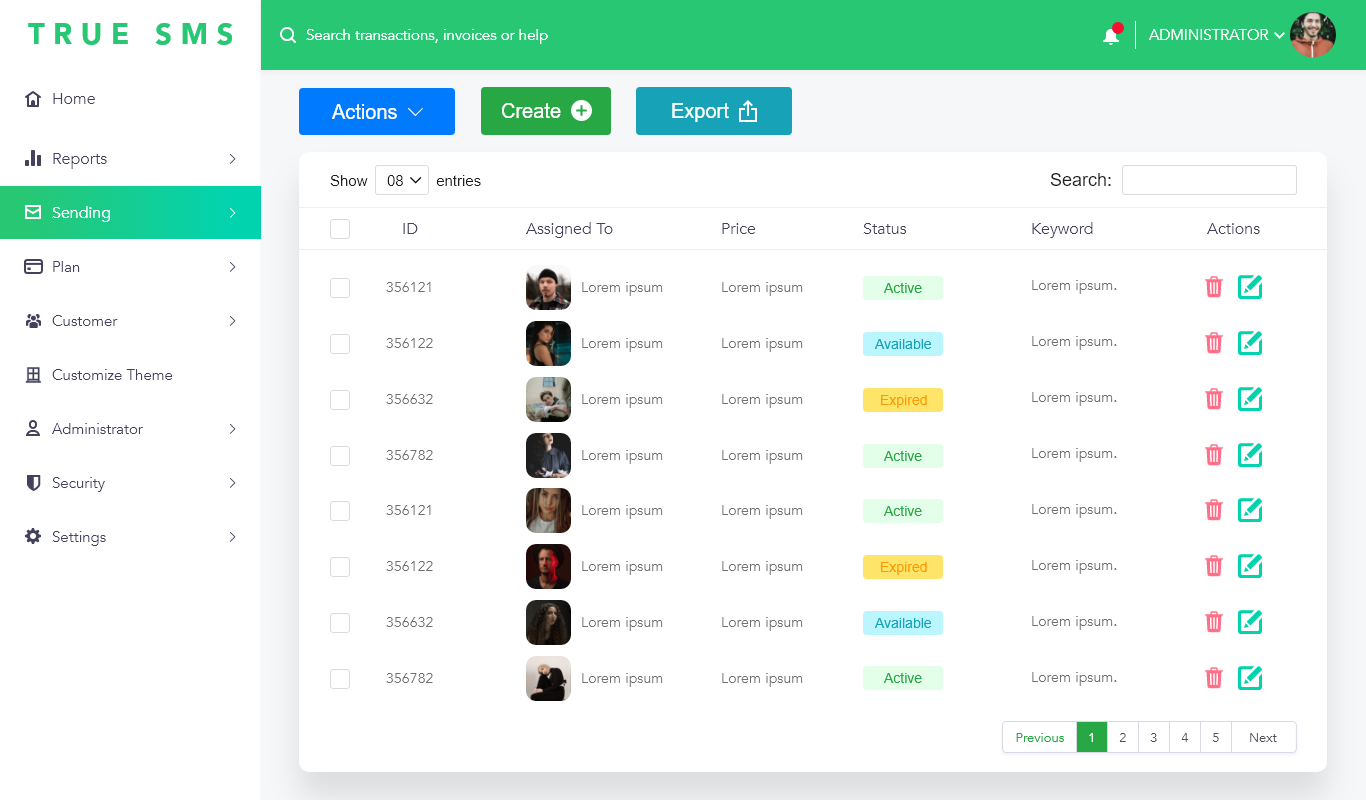 TRUE SMS
Search transactions, invoices or help
ADMINISTRATOR
Home
Reports
Sending
Plan
Customer
Customize Theme
Administrator
Security
Settings
Actions
Create
Export
Show 08 entries
Search:
ID Assigned To Price Status Keyword Actions
356121 Lorem ipsum Lorem ipsum Active Lorem ipsum.
356122 Lorem ipsum Lorem ipsum Available Lorem ipsum.
356632 Lorem ipsum Lorem ipsum Expired Lorem ipsum.
356782 Lorem ipsum Lorem ipsum Active Lorem ipsum.
356121 Lorem ipsum Lorem ipsum Active Lorem ipsum.
356122 Lorem ipsum Lorem ipsum Expired Lorem ipsum.
356632 Lorem ipsum Lorem ipsum Available Lorem ipsum.
356782 Lorem ipsum Lorem ipsum Active Lorem ipsum.
Previous 1 2 3 4 5 Next